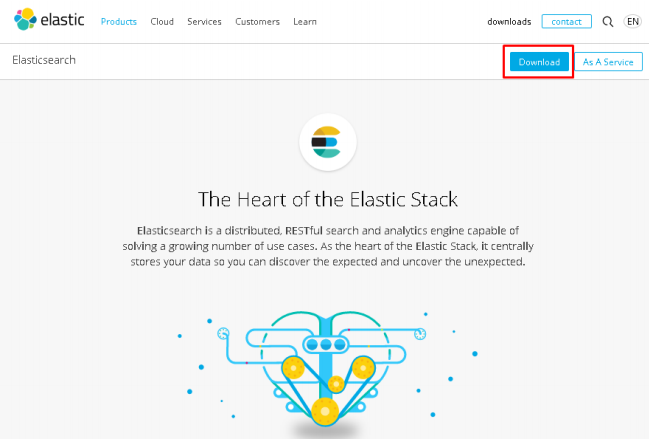 elastic Products Cloud Services Customers Learn downloads contact EN
Elasticsearch Download As A Service
The Heart of the Elastic Stack
Elasticsearch is a distributed, RESTful search and analytics engine capable of
solving a growing number of use cases. As the heart of the Elastic Stack, it centrally
stores your data so you can discover the expected and uncover the unexpected.